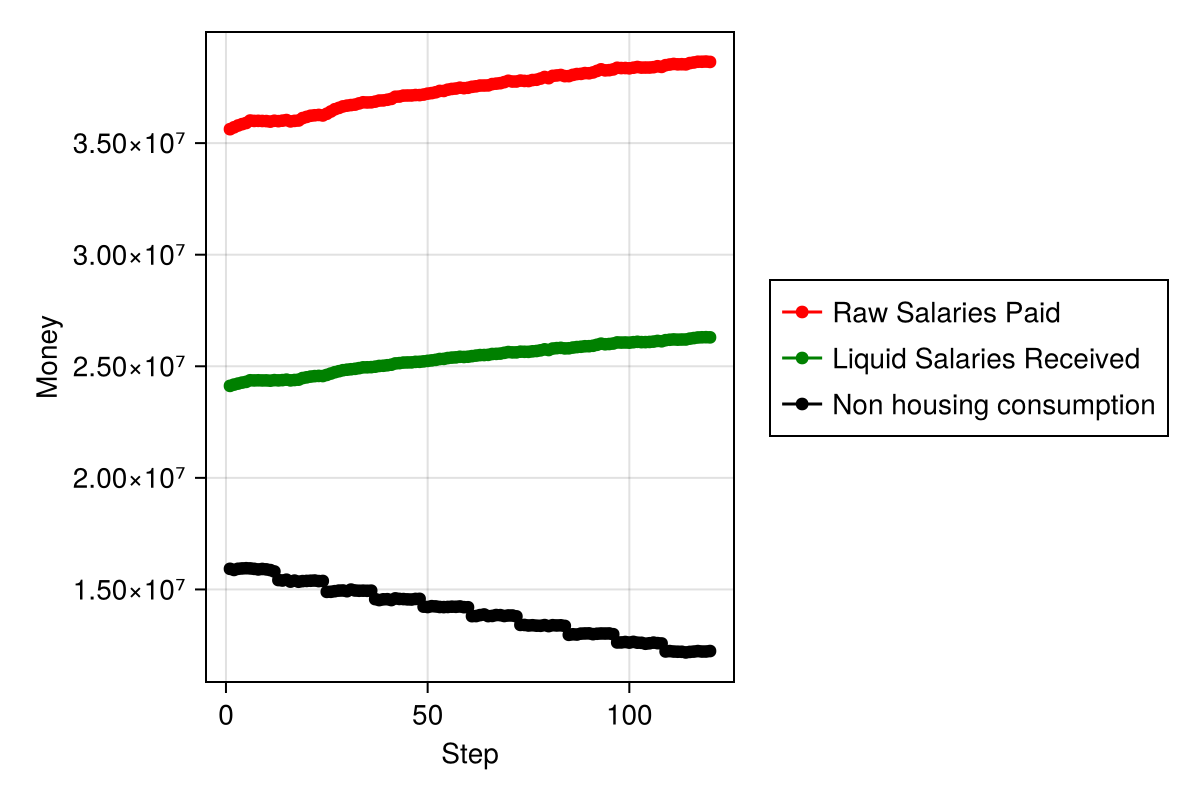 3.50×10⁷
3.00×10⁷
2.50×10⁷
2.00×10⁷
1.50×10⁷
Money
0 50 100
Step
Raw Salaries Paid
Liquid Salaries Received
Non housing consumption